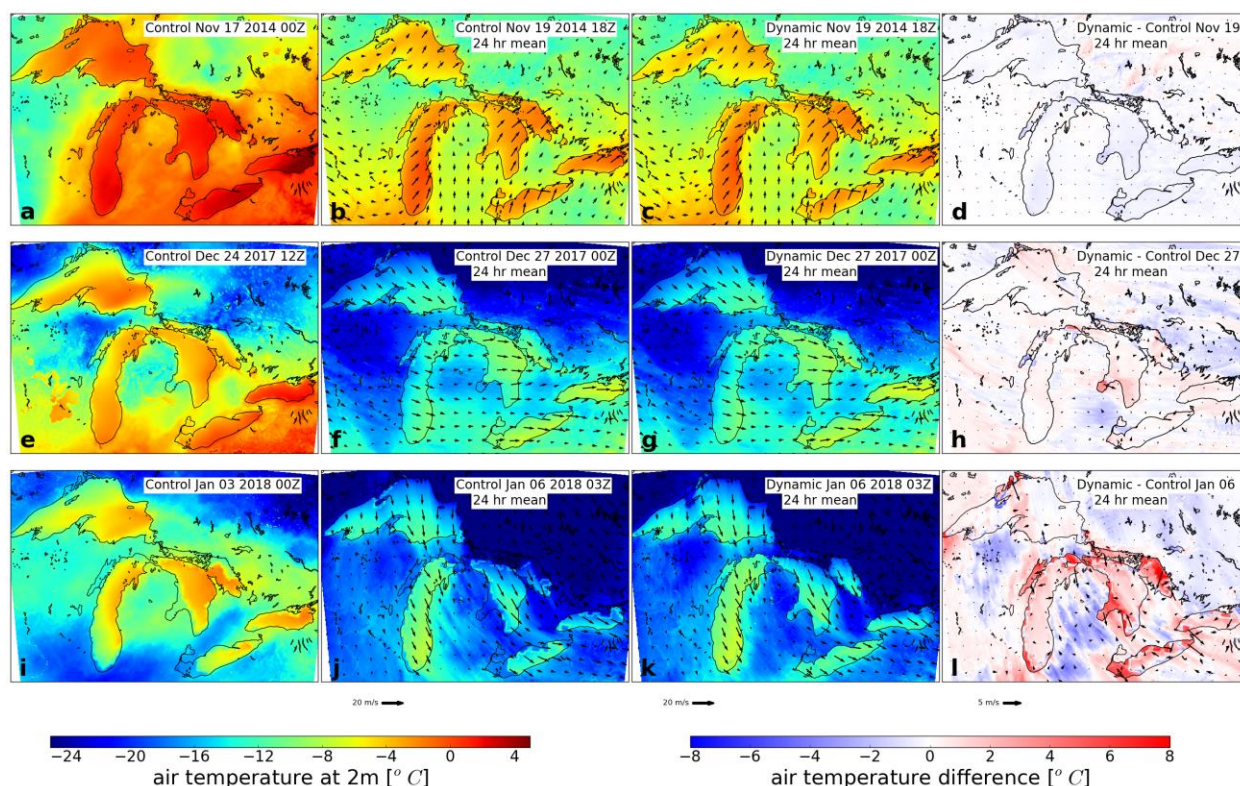 Control Nov 17 2014 00Z
a
Control Nov 19 2014 18Z
24 hr mean
b
Dynamic Nov 19 2014 18Z
24 hr mean
c
Dynamic - Control Nov 19
24 hr mean
d
Control Dec 24 2017 12Z
e
Control Dec 27 2017 00Z
24 hr mean
f
Dynamic Dec 27 2017 00Z
24 hr mean
g
Dynamic - Control Dec 27
24 hr mean
h
Control Jan 03 2018 00Z
i
Control Jan 06 2018 03Z
24 hr mean
j
Dynamic Jan 06 2018 03Z
24 hr mean
k
Dynamic - Control Jan 06
24 hr mean
l
20 m/s
20 m/s
5 m/s
−24 −20 −16 −12 −8 −4 0 4
air temperature at 2m [° C]
−8 −6 −4 −2 0 2 4 6 8
air temperature difference [° C]